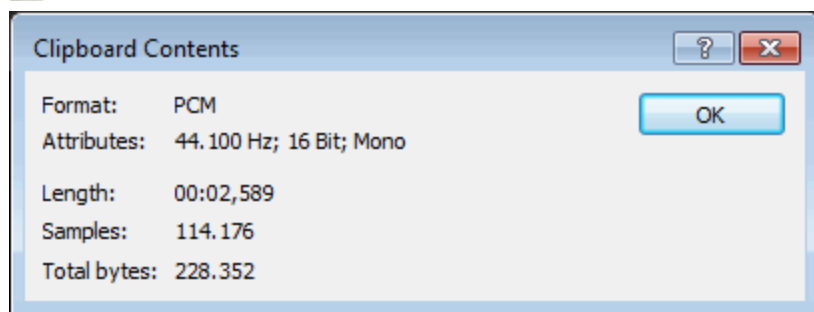 Clipboard Contents
Format: PCM
OK
Attributes: 44.100 Hz; 16 Bit; Mono
Length: 00:02,589
Samples: 114.176
Total bytes: 228.352